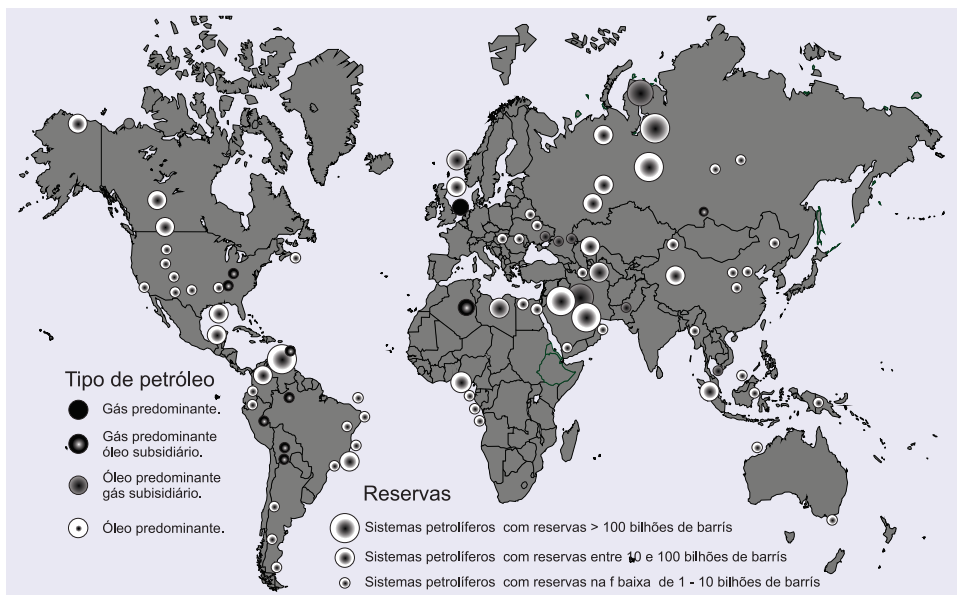 Tipo de petróleo
Gás predominante.
Gás predominante
óleo subsidiário.
Óleo predominante
gás subisidiário.
Óleo predominante.
Reservas
Sistemas petrolíferos com reservas > 100 bilhões de barrís
Sistemas petrolíferos com reservas entre 10 e 100 bilhões de barrís
Sistemas petrolíferos com reservas na f baixa de 1 - 10 bilhões de barrís